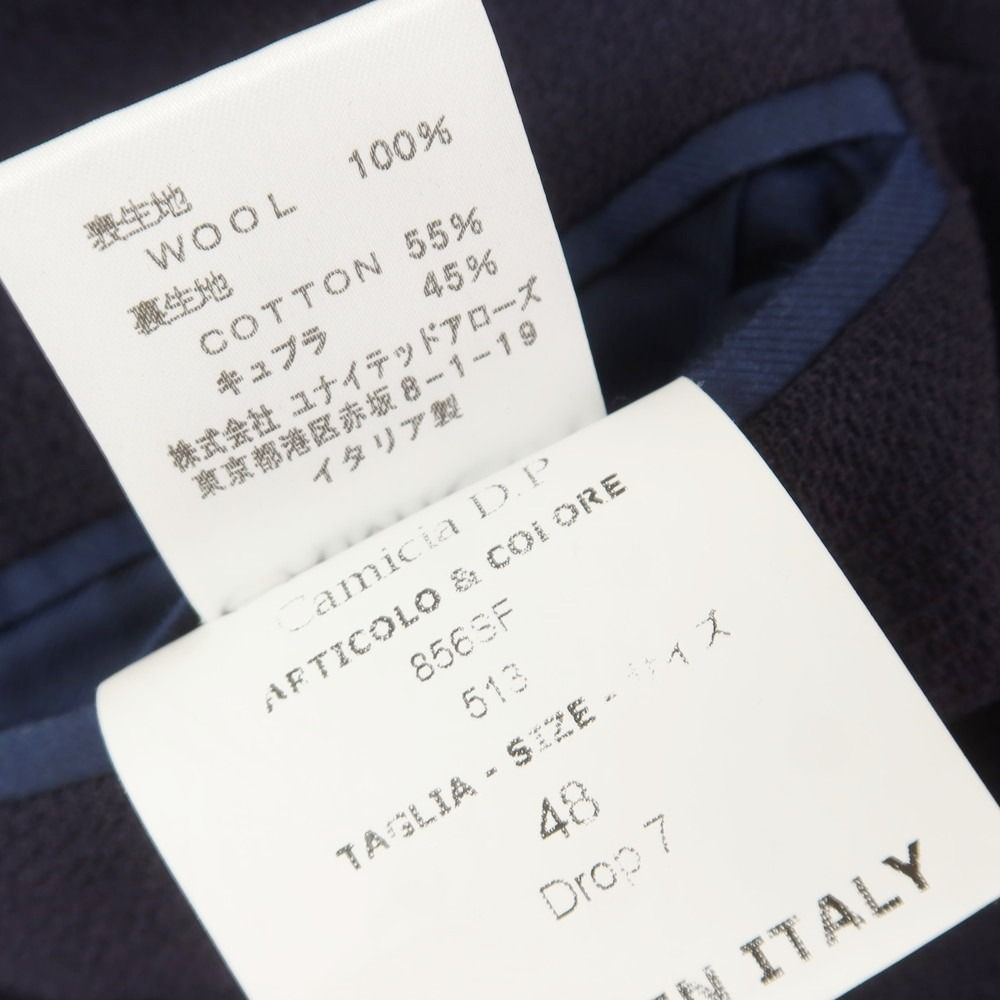 表生地
WOOL 100%
裏生地
COTTON 55%
キュプラ 45%
株式会社 ユナイテッドアローズ
東京都港区赤坂8-1-19
イタリア製
Camicia D.P
ARTICOLO & COLORE
856SF
513
TAGLIA - SIZE - サイズ
48
Drop 7
IN ITALY